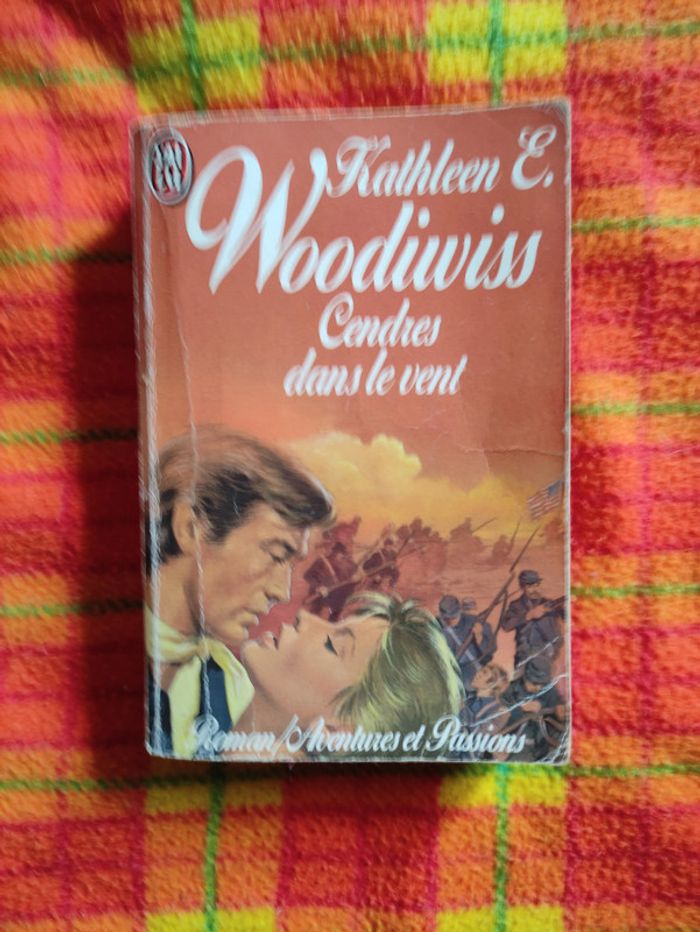 J'AI
LU
Kathleen E.
Woodiwiss
Cendres
dans le vent
Roman/Aventures et Passions